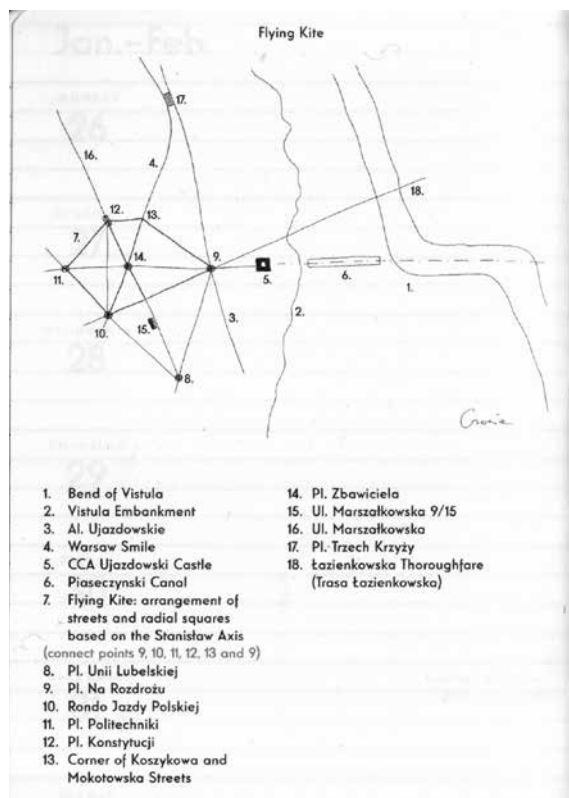 Flying Kite
Jan.–Feb.
26
28
29
17.
16.
4.
18.
12.
13.
7.
14.
9.
11.
5.
6.
1.
10.
15.
3.
2.
8.
1. Bend of Vistula
2. Vistula Embankment
3. Al. Ujazdowskie
4. Warsaw Smile
5. CCA Ujazdowski Castle
6. Piaseczynski Canal
7. Flying Kite: arrangement of
streets and radial squares
based on the Stanisław Axis
(connect points 9, 10, 11, 12, 13 and 9)
8. Pl. Unii Lubelskiej
9. Pl. Na Rozdrożu
10. Rondo Jazdy Polskiej
11. Pl. Politechniki
12. Pl. Konstytucji
13. Corner of Koszykowa and
Mokotowska Streets
14. Pl. Zbawiciela
15. Ul. Marszałkowska 9/15
16. Ul. Marszałkowska
17. Pl. Trzech Krzyży
18. Łazienkowska Thoroughfare
(Trasa Łazienkowska)